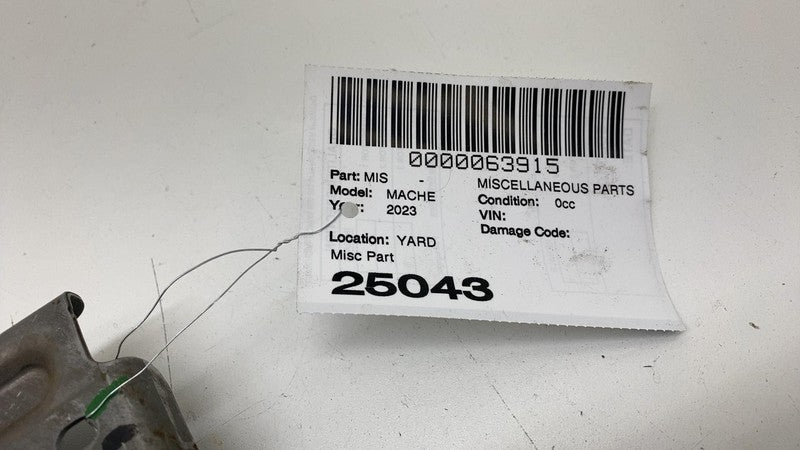 0000063915
Part: MIS - MISCELLANEOUS PARTS
Model: MACHE Condition: 0cc
Year: 2023 VIN:
Damage Code:
Location: YARD
Misc Part
25043